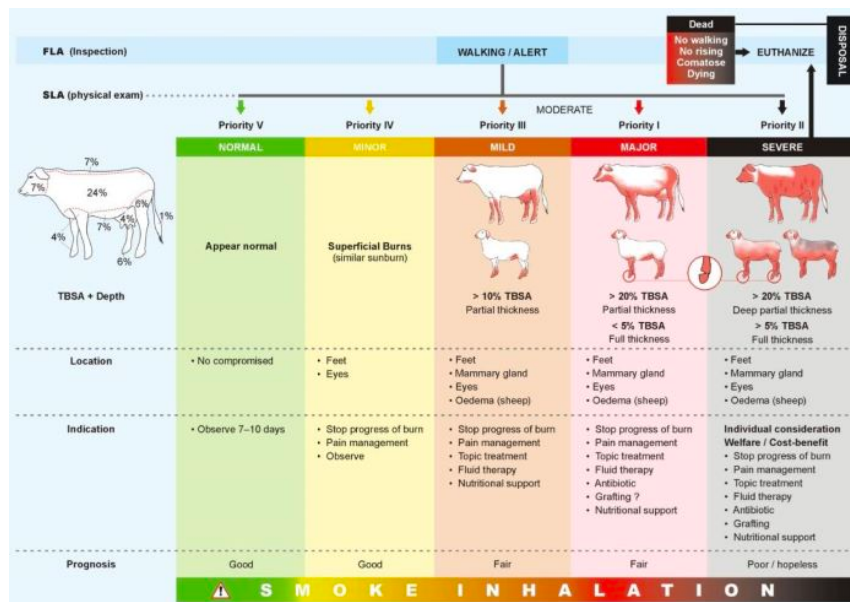 Dead
DISPOSAL
FLA (Inspection)
WALKING / ALERT
No walking
No rising
Comatose
Dying
EUTHANIZE
SLA (physical exam)
MODERATE
Priority V
Priority IV
Priority III
Priority I
Priority II
NORMAL
MINOR
MILD
MAJOR
SEVERE
7%
7%
24%
6%
1%
4%
7%
4%
6%
TBSA + Depth
Appear normal
Superficial Burns
(similar sunburn)
> 10% TBSA
Partial thickness
> 20% TBSA
Partial thickness
< 5% TBSA
Full thickness
> 20% TBSA
Deep partial thickness
> 5% TBSA
Full thickness
Location
• No compromised
• Feet
• Eyes
• Feet
• Mammary gland
• Eyes
• Oedema (sheep)
• Feet
• Mammary gland
• Eyes
• Oedema (sheep)
• Feet
• Mammary gland
• Eyes
• Oedema (sheep)
Indication
• Observe 7–10 days
• Stop progress of burn
• Pain management
• Observe
• Stop progress of burn
• Pain management
• Topic treatment
• Fluid therapy
• Nutritional support
• Stop progress of burn
• Pain management
• Topic treatment
• Fluid therapy
• Antibiotic
• Grafting ?
• Nutritional support
Individual consideration
Welfare / Cost-benefit
• Stop progress of burn
• Pain management
• Topic treatment
• Fluid therapy
• Antibiotic
• Grafting
• Nutritional support
Prognosis
Good
Good
Fair
Fair
Poor / hopeless
SMOKE INHALATION